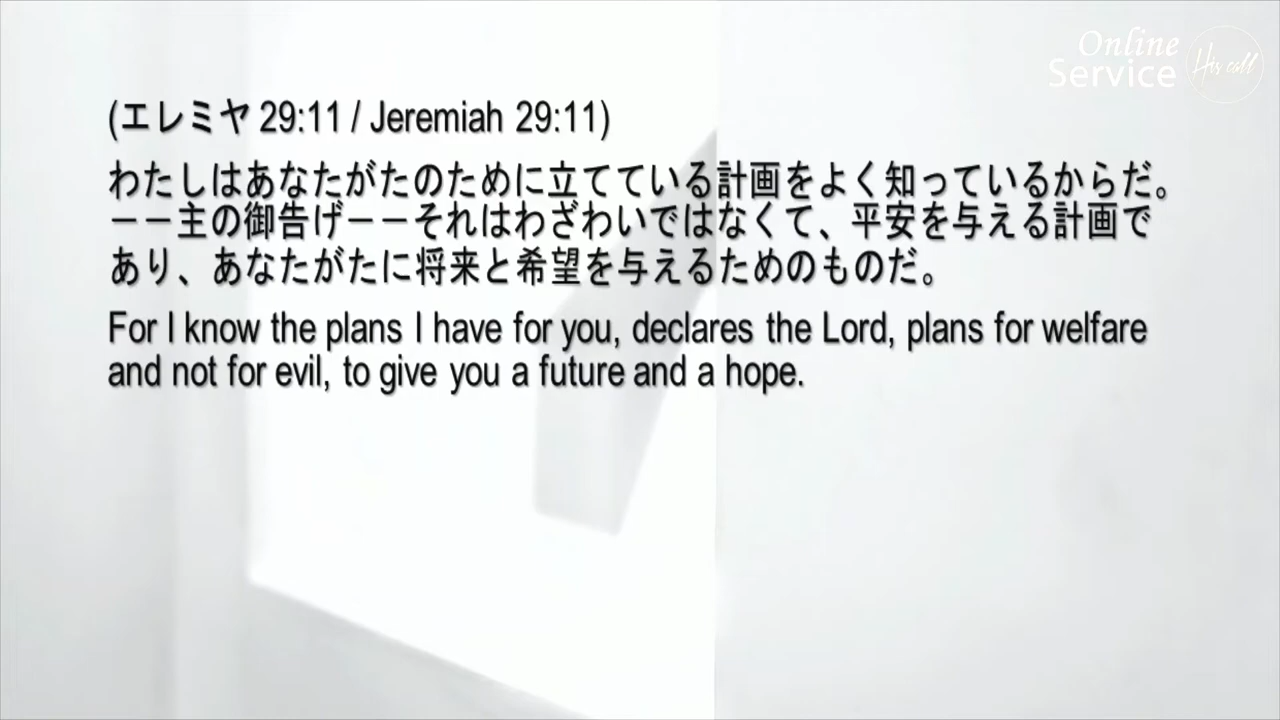 Online
Service
His call
(エレミヤ 29:11 / Jeremiah 29:11)
わたしはあなたがたのために立てている計画をよく知っているからだ。
ーー主の御告げーーそれはわざわいではなくて、平安を与える計画で
あり、あなたがたに将来と希望を与えるためのものだ。
For I know the plans I have for you, declares the Lord, plans for welfare
and not for evil, to give you a future and a hope.